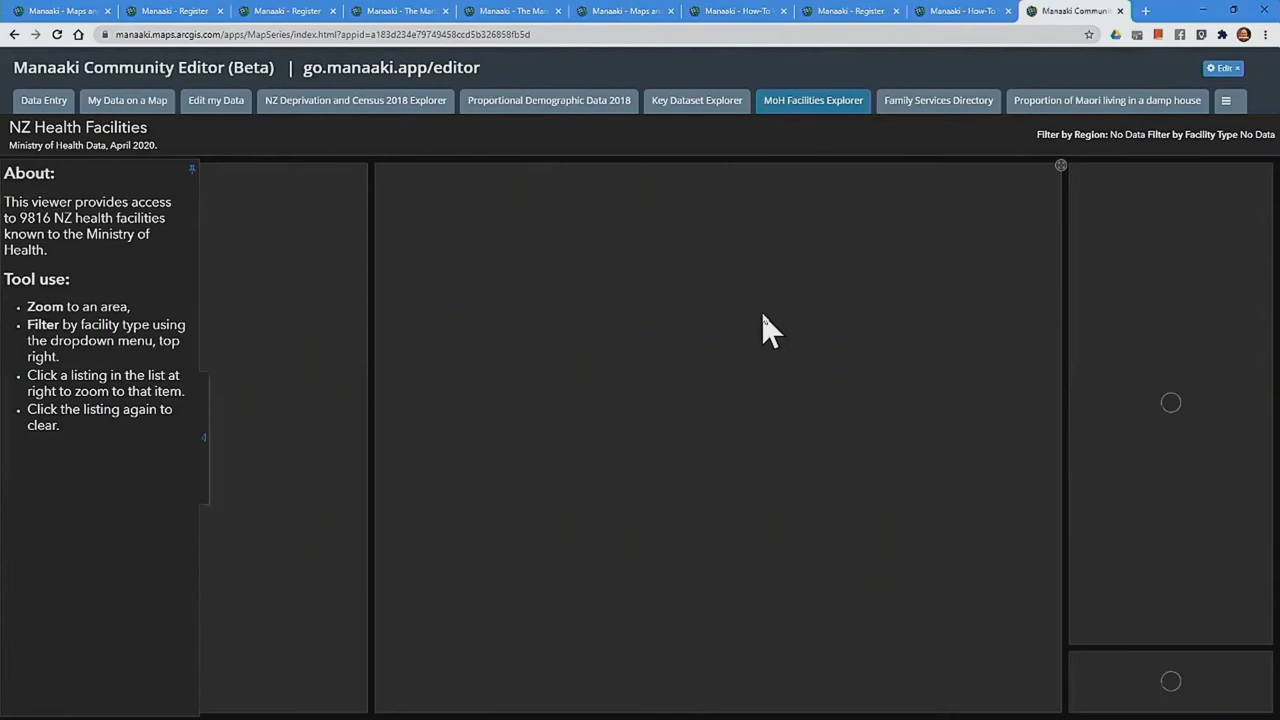 Manaaki - Maps an
Manaaki - Register
Manaaki - Register
Manaaki - The Man
Manaaki - The Ma
Manaaki - Maps an
Manaaki - How-To
Manaaki - Register
Manaaki - How-To
Manaaki Communi
manaaki.maps.arcgis.com/apps/MapSeries/index.html?appid=a183d234e79749458ccd5b326858fb5d
Manaaki Community Editor (Beta) | go.manaaki.app/editor
Edit
Data Entry
My Data on a Map
Edit my Data
NZ Deprivation and Census 2018 Explorer
Proportional Demographic Data 2018
Key Dataset Explorer
MoH Facilities Explorer
Family Services Directory
Proportion of Maori living in a damp house
NZ Health Facilities
Ministry of Health Data, April 2020.
Filter by Region: No Data Filter by Facility Type No Data
About:
This viewer provides access
to 9816 NZ health facilities
known to the Ministry of
Health.
Tool use:
• Zoom to an area,
• Filter by facility type using
the dropdown menu, top
right.
• Click a listing in the list at
right to zoom to that item.
• Click the listing again to
clear.